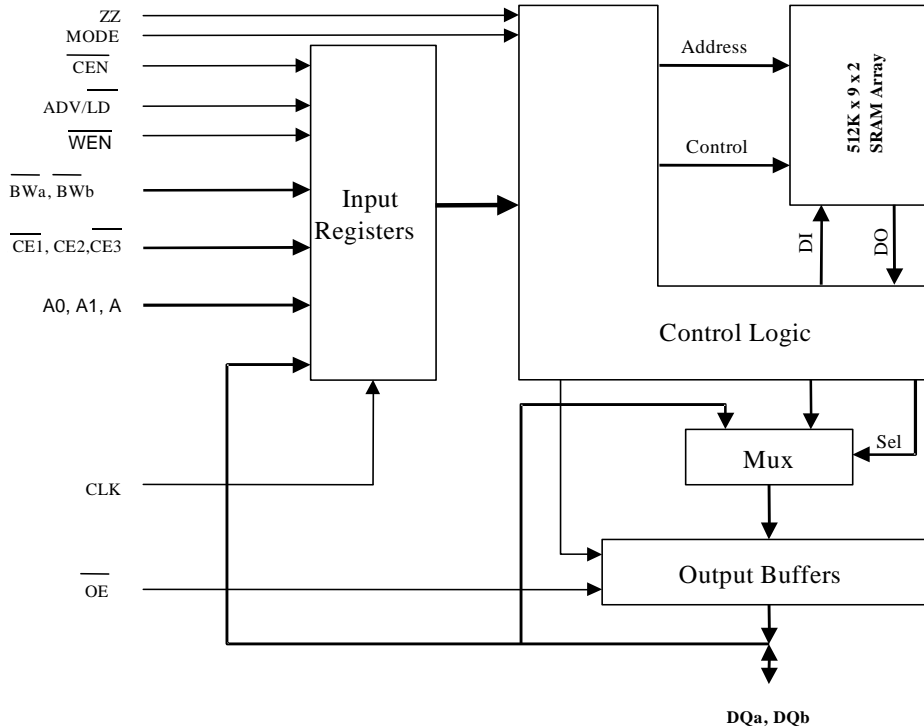 ZZ
MODE
CEN
ADV/LD
WEN
BWa, BWb
CE1, CE2,CE3
A0, A1, A
CLK
OE
Input
Registers
Address
Control
512K x 9 x 2
SRAM Array
DI
DO
Control Logic
Sel
Mux
Output Buffers
DQa, DQb